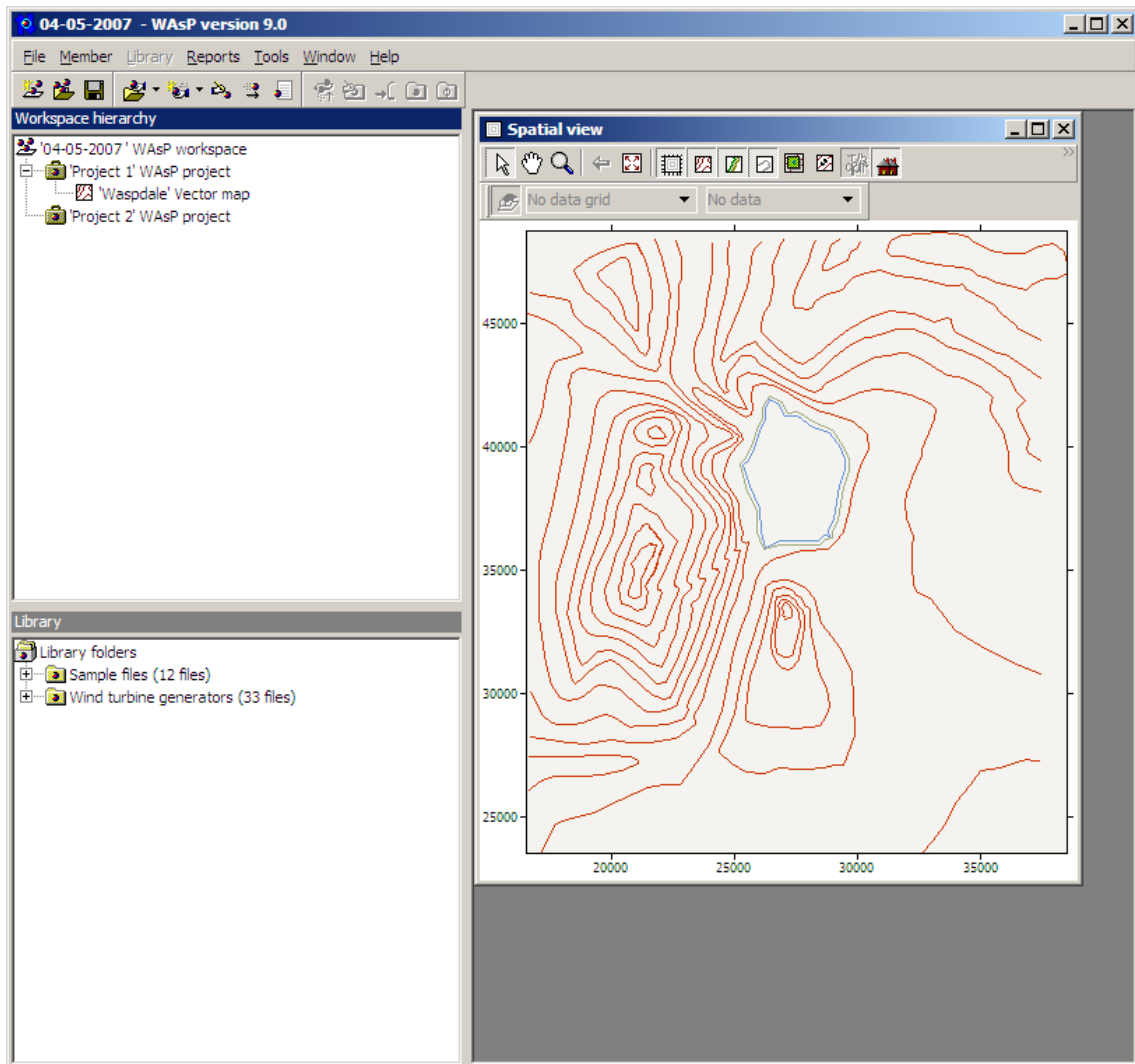 04-05-2007 - WAsP version 9.0
File Member Library Reports Tools Window Help
Workspace hierarchy
'04-05-2007 ' WAsP workspace
'Project 1' WAsP project
'Waspdale' Vector map
'Project 2' WAsP project
Library
Library folders
Sample files (12 files)
Wind turbine generators (33 files)
Spatial view
No data grid No data
45000
40000
35000
30000
25000
20000 25000 30000 35000